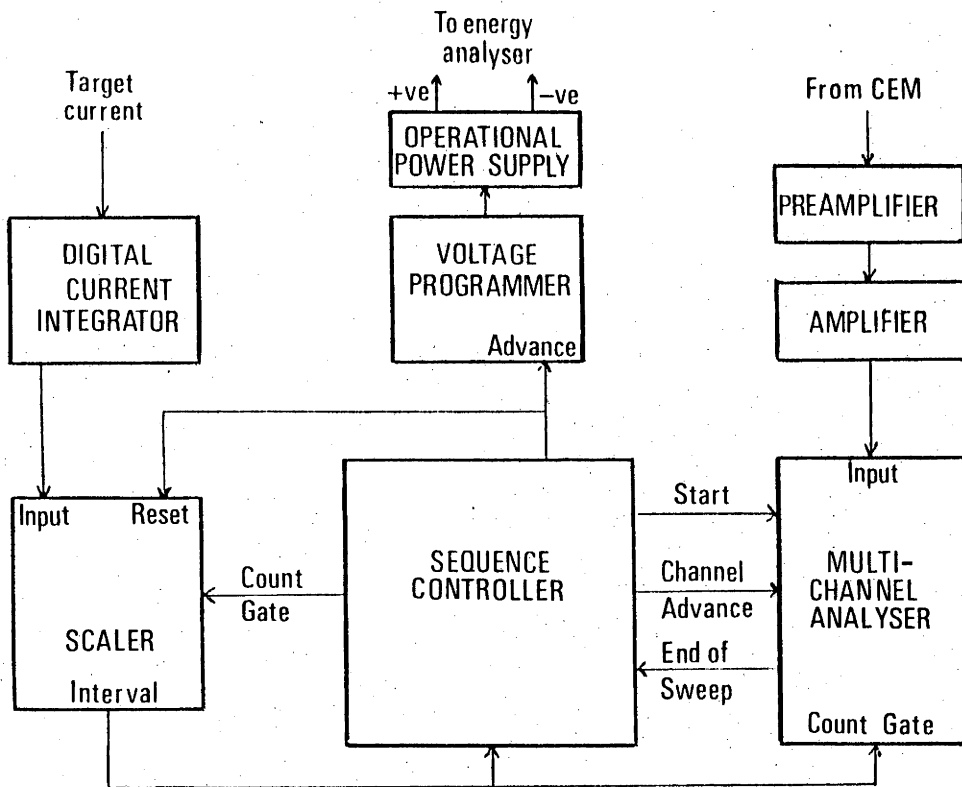 To energy
analyser
Target
current
+ve
-ve
From CEM
OPERATIONAL
POWER SUPPLY
PREAMPLIFIER
DIGITAL
CURRENT
INTEGRATOR
VOLTAGE
PROGRAMMER
Advance
AMPLIFIER
Input
Reset
Count
Gate
SCALER
Interval
SEQUENCE
CONTROLLER
Start
Channel
Advance
End of
Sweep
Input
MULTI-
CHANNEL
ANALYSER
Count Gate